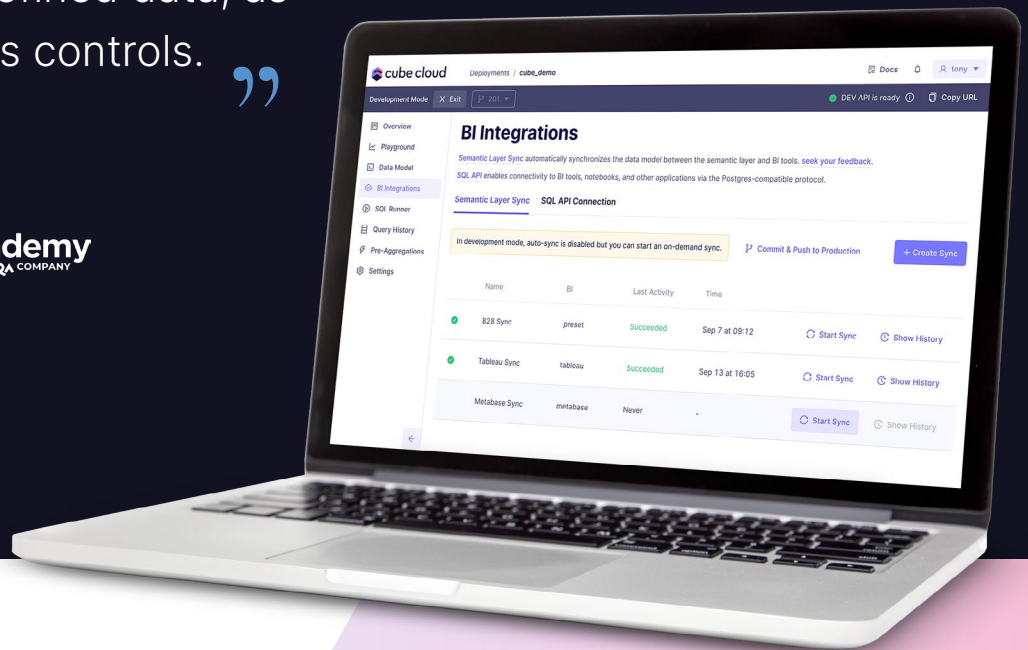 data, as
s controls.
”
demy
QA COMPANY
cube cloud
Deployments / cube_demo
Docs
tony
Development Mode
X Exit
201
DEV API is ready
Copy URL
Overview
Playground
Data Model
BI Integrations
SQL Runner
Query History
Pre-Aggregations
Settings
BI Integrations
Semantic Layer Sync automatically synchronizes the data model between the semantic layer and BI tools. seek your feedback.
SQL API enables connectivity to BI tools, notebooks, and other applications via the Postgres-compatible protocol.
Semantic Layer Sync SQL API Connection
In development mode, auto-sync is disabled but you can start an on-demand sync.
Commit & Push to Production
+ Create Sync
Name BI Last Activity Time
828 Sync preset Succeeded Sep 7 at 09:12 Start Sync Show History
Tableau Sync tableau Succeeded Sep 13 at 16:05 Start Sync Show History
Metabase Sync metabase Never - Start Sync Show History
command option